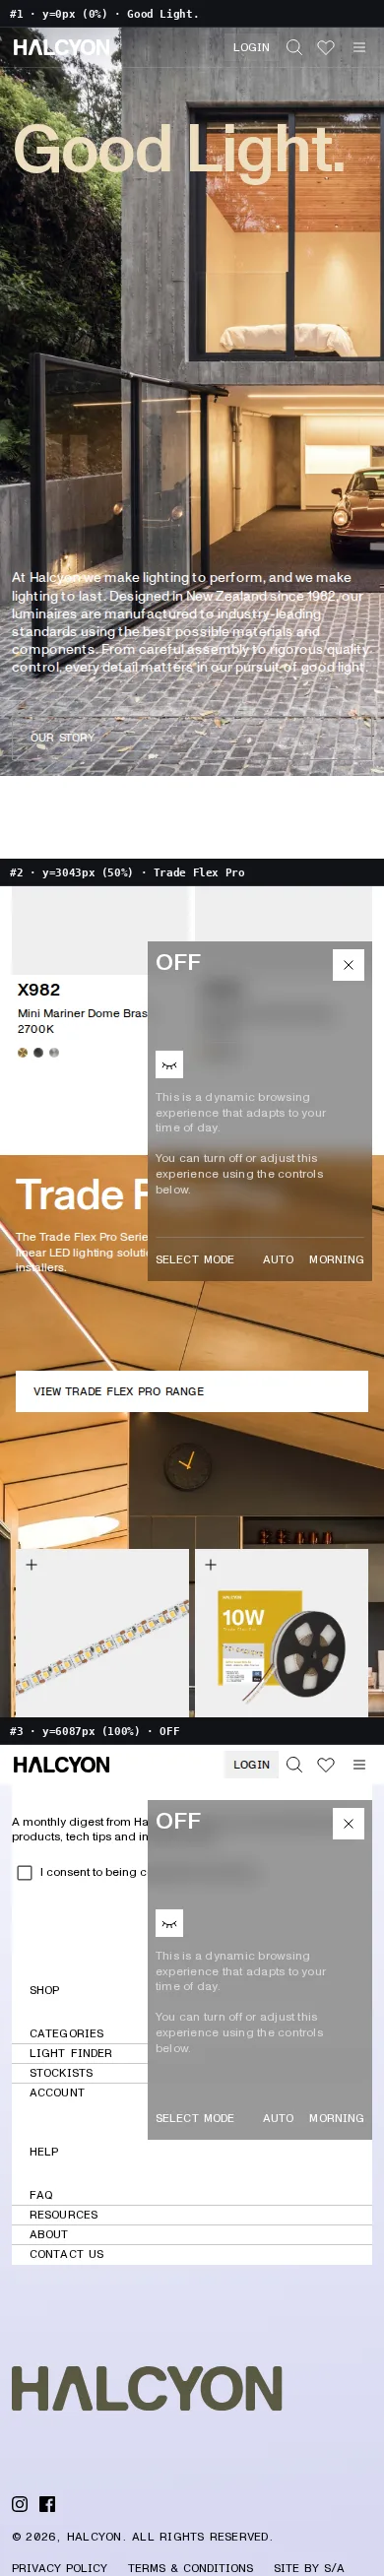 #1 · y=0px (0%) · Good Light.
HALCYON
LOGIN
Good Light.
At Halcyon we make lighting to perform, and we make
lighting to last. Designed in New Zealand since 1982, our
luminaires are manufactured to industry-leading
standards using the best possible materials and
components. From careful assembly to rigorous quality
control, every detail matters in our pursuit of good light.
OUR STORY
#2 · y=3043px (50%) · Trade Flex Pro
X982
Mini Mariner Dome Bras
2700K
OFF
This is a dynamic browsing
experience that adapts to your
time of day.
You can turn off or adjust this
experience using the controls
below.
SELECT MODE AUTO MORNING
Trade
The Trade Flex Pro Serie
linear LED lighting soluti
installers.
VIEW TRADE FLEX PRO RANGE
HALCYON
10W
#3 · y=6087px (100%) · OFF
HALCYON
LOGIN
A monthly digest from Ha
products, tech tips and in
I consent to being c
OFF
This is a dynamic browsing
experience that adapts to your
time of day.
You can turn off or adjust this
experience using the controls
below.
SELECT MODE AUTO MORNING
SHOP
CATEGORIES
LIGHT FINDER
STOCKISTS
ACCOUNT
HELP
FAQ
RESOURCES
ABOUT
CONTACT US
HALCYON
© 2026, HALCYON. ALL RIGHTS RESERVED.
PRIVACY POLICY TERMS & CONDITIONS SITE BY S/A